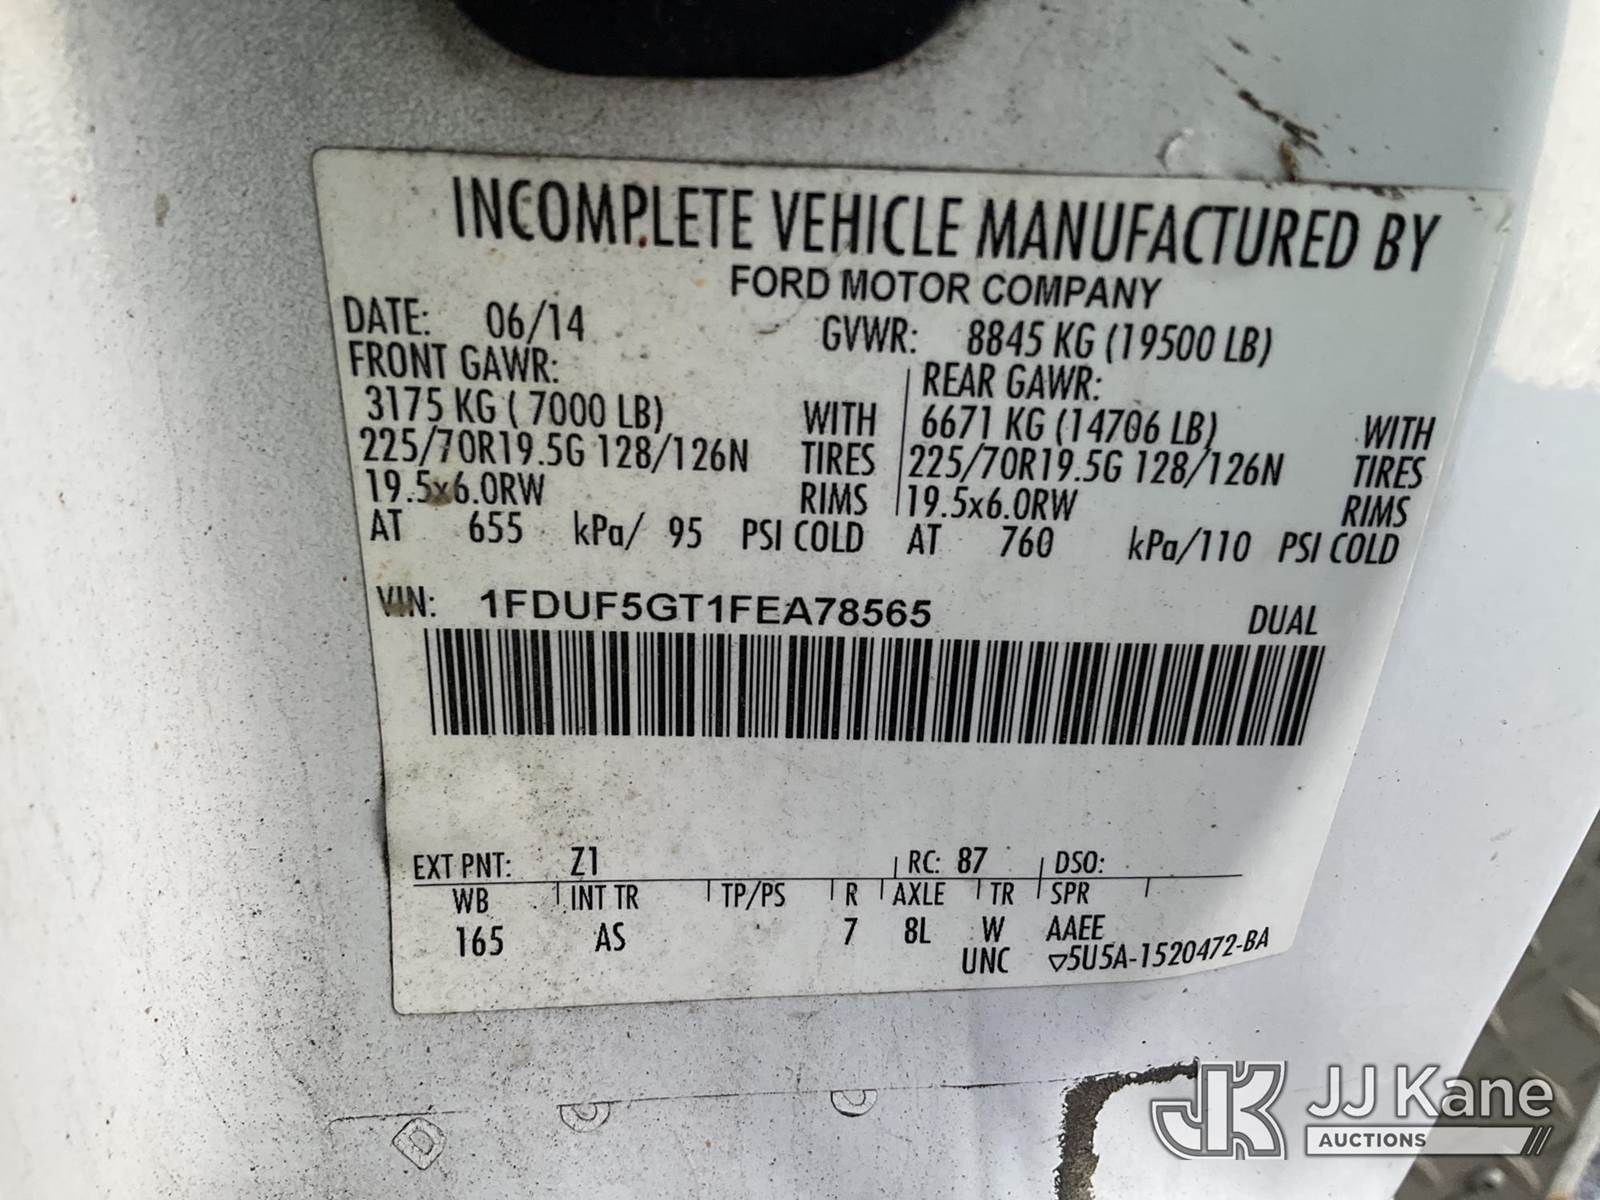 INCOMPLETE VEHICLE MANUFACTURED BY
FORD MOTOR COMPANY
DATE: 06/14 GVWR: 8845 KG (19500 LB)
FRONT GAWR: REAR GAWR:
3175 KG ( 7000 LB) WITH 6671 KG (14706 LB) WITH
225/70R19.5G 128/126N TIRES 225/70R19.5G 128/126N TIRES
19.5x6.0RW RIMS 19.5x6.0RW RIMS
AT 655 kPa/ 95 PSI COLD AT 760 kPa/110 PSI COLD
VIN: 1FDUF5GT1FEA78565 DUAL
EXT PNT: Z1 RC: 87 DSO:
WB INT TR TP/PS R AXLE TR SPR
165 AS 7 8L W AAEE
UNC ▽5U5A-1520472-BA
JK JJ Kane
AUCTIONS